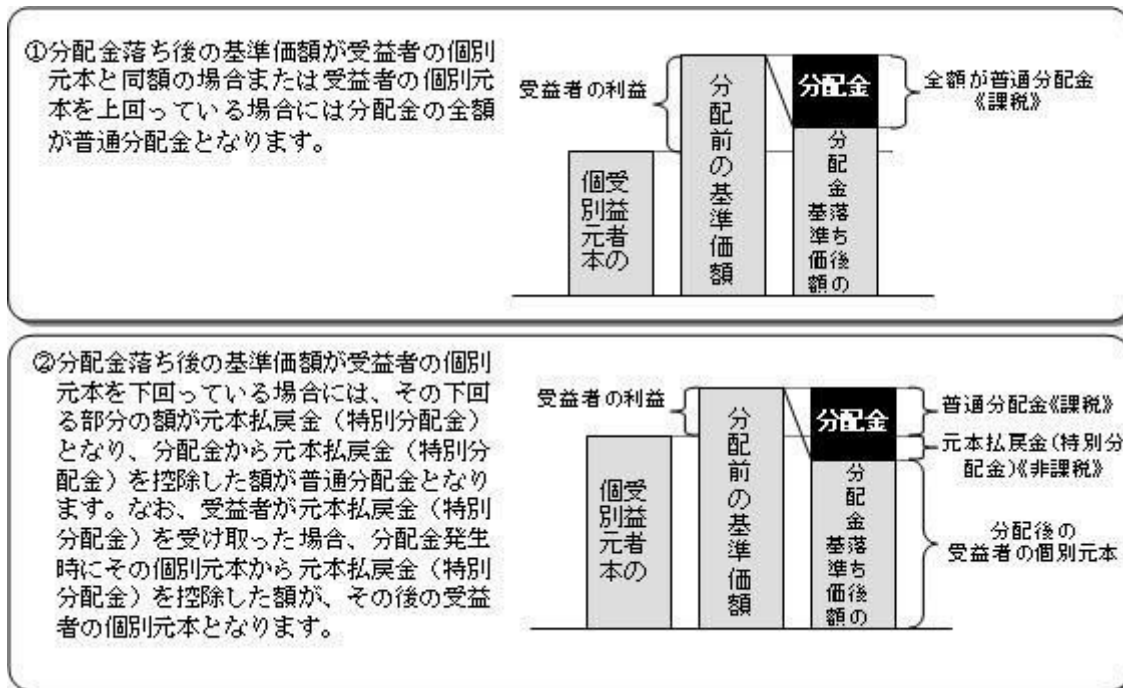 ①分配金落ち後の基準価額が受益者の個別
元本と同額の場合または受益者の個別元
本を上回っている場合には分配金の全額
が普通分配金となります。
受益者の利益
受益者の
個別元本
分配前の基準価額
分配金
分配金落ち後の
基準価額
全額が普通分配金
《課税》
②分配金落ち後の基準価額が受益者の個別
元本を下回っている場合には、その下回
る部分の額が元本払戻金（特別分配金）
となり、分配金から元本払戻金（特別分
配金）を控除した額が普通分配金となり
ます。なお、受益者が元本払戻金（特別
分配金）を受け取った場合、分配金発生
時にその個別元本から元本払戻金（特別
分配金）を控除した額が、その後の受益
者の個別元本となります。
受益者の利益
受益者の
個別元本
分配前の基準価額
分配金
分配金落ち後の
基準価額
普通分配金《課税》
元本払戻金(特別分
配金)《非課税》
分配後の
受益者の個別元本